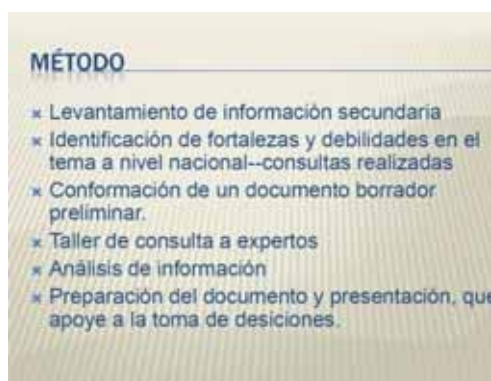 MÉTODO
Levantamiento de información secundaria
Identificación de fortalezas y debilidades en el
tema a nivel nacional--consultas realizadas
Conformación de un documento borrador
preliminar.
Taller de consulta a expertos
Análisis de información
Preparación del documento y presentación, que
apoye a la toma de desiciones.